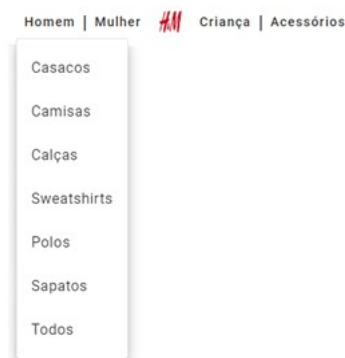 Homem | Mulher H&M Criança | Acessórios
Casacos
Camisas
Calças
Sweatshirts
Polos
Sapatos
Todos